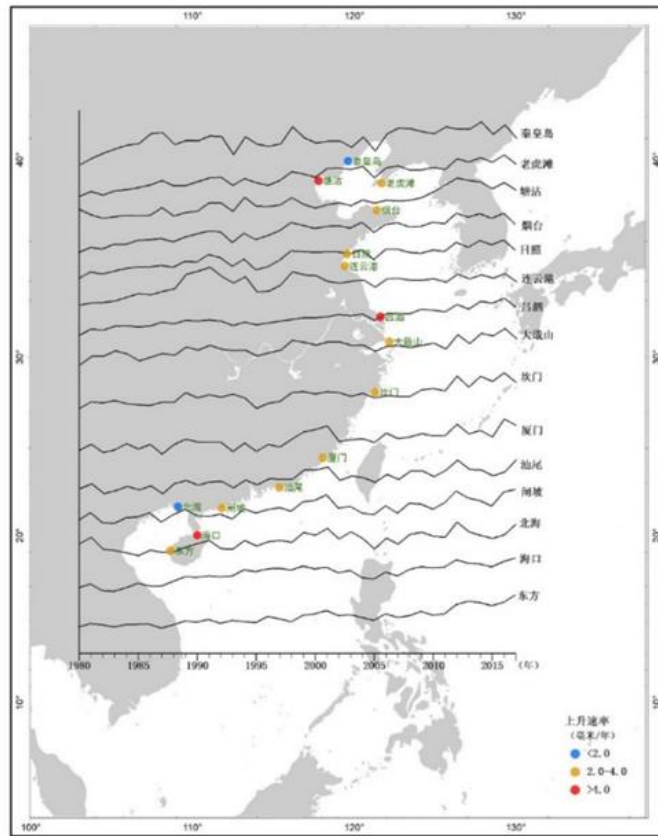 110° 120° 130°
40°
40°
秦皇岛
老虎滩
塘沽
烟台
日照
连云港
吕泗
大戢山
坎门
厦门
汕尾
闸坡
北海
海口
东方
秦皇岛
塘沽
老虎滩
烟台
日照
连云港
吕泗
大戢山
坎门
厦门
汕尾
北海
闸坡
海口
东方
30°
30°
20°
20°
10°
10°
1980 1985 1990 1995 2000 2005 2010 2015 (年)
上升速率
(毫米/年)
<2.0
2.0-4.0
>4.0
100° 110° 120° 130°